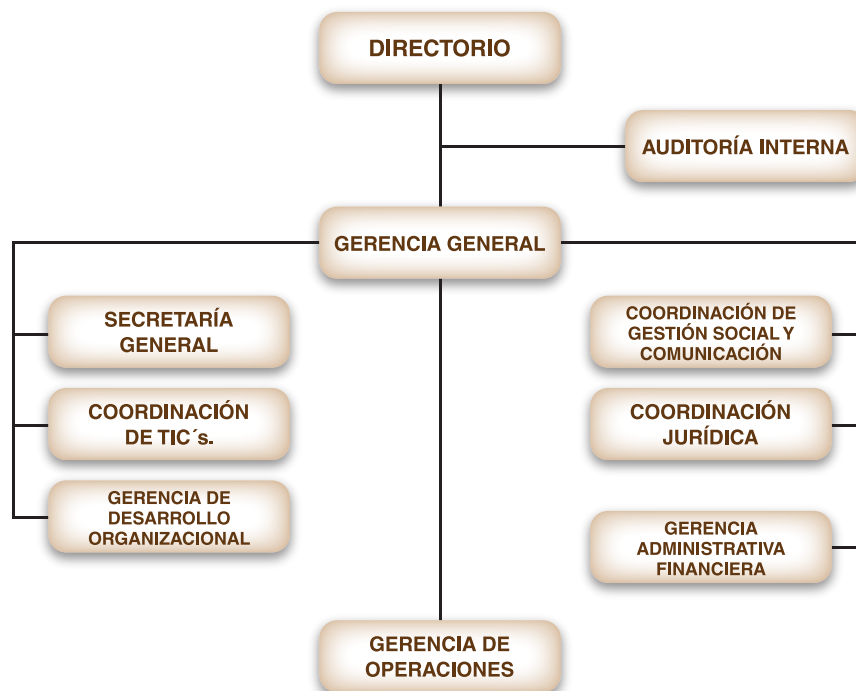 DIRECTORIO
AUDITORÍA INTERNA
GERENCIA GENERAL
SECRETARÍA
GENERAL
COORDINACIÓN
DE TIC´s.
GERENCIA DE
DESARROLLO
ORGANIZACIONAL
COORDINACIÓN DE
GESTIÓN SOCIAL Y
COMUNICACIÓN
COORDINACIÓN
JURÍDICA
GERENCIA
ADMINISTRATIVA
FINANCIERA
GERENCIA DE
OPERACIONES